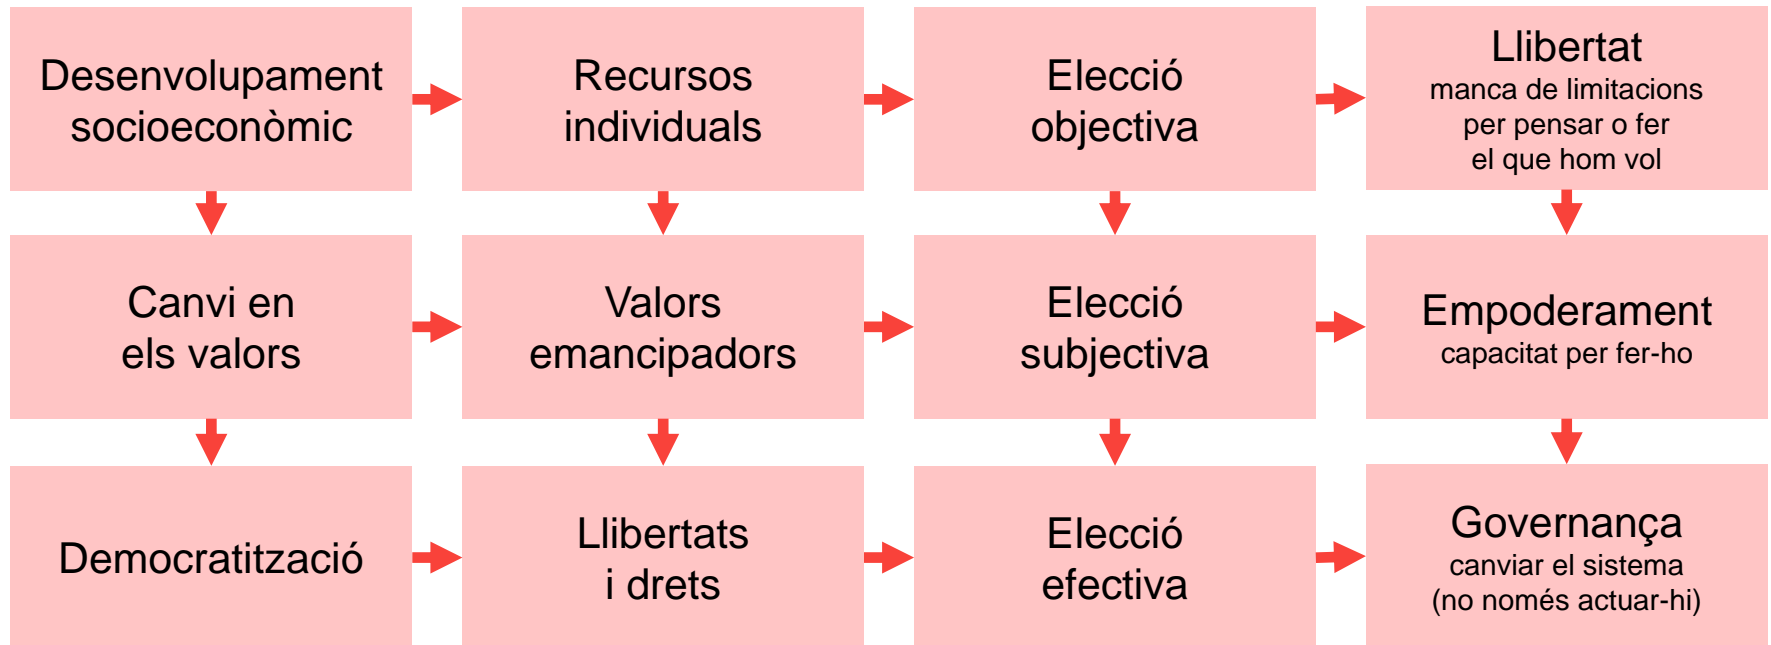 Desenvolupament
socioeconòmic
Recursos
individuals
Elecció
objectiva
Llibertat
manca de limitacions
per pensar o fer
el que hom vol
Canvi en
els valors
Valors
emancipadors
Elecció
subjectiva
Empoderament
capacitat per fer-ho
Democratització
Llibertats
i drets
Elecció
efectiva
Governança
canviar el sistema
(no només actuar-hi)